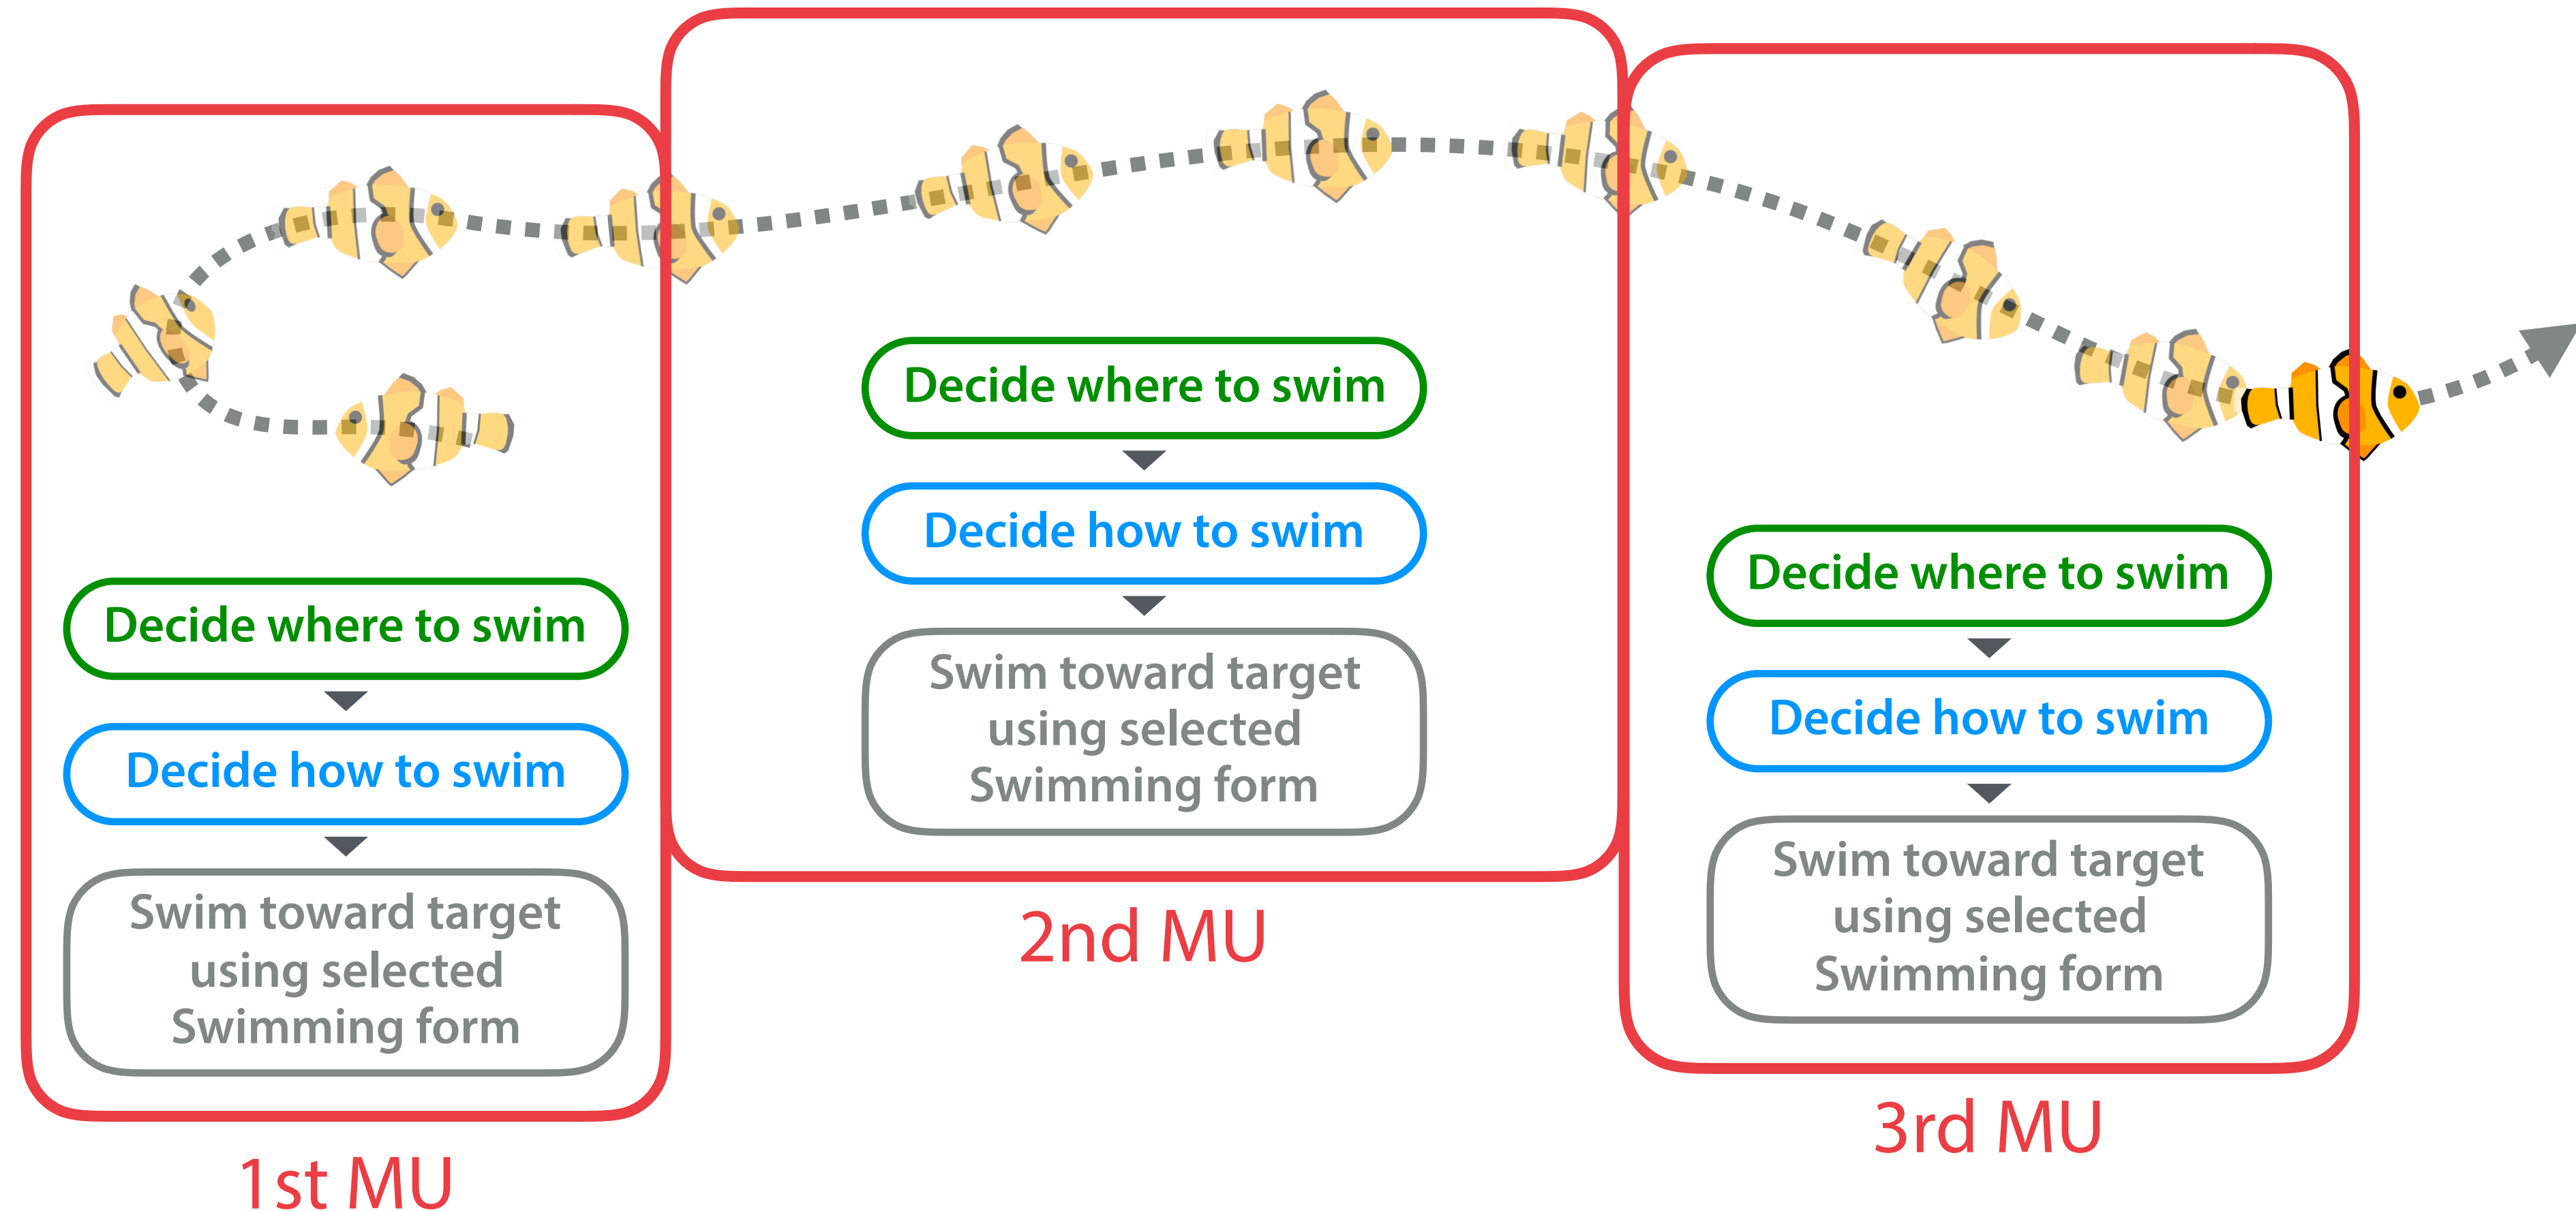 Decide where to swim
Decide how to swim
Swim toward target
using selected
Swimming form
1st MU
Decide where to swim
Decide how to swim
Swim toward target
using selected
Swimming form
2nd MU
Decide where to swim
Decide how to swim
Swim toward target
using selected
Swimming form
3rd MU